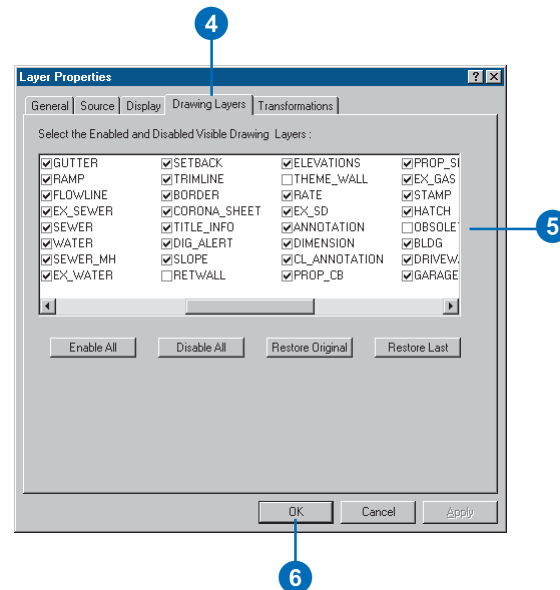 4
Layer Properties
General Source Display Drawing Layers Transformations
Select the Enabled and Disabled Visible Drawing Layers :
GUTTER SETBACK ELEVATIONS
RAMP TRIMLINE THEME_WALL EX_GAS
FLOWLINE BORDER RATE STAMP
EX_SEWER CORONA_SHEET EX_SD HATCH
SEWER TITLE_INFO ANNOTATION
WATER DIG_ALERT DIMENSION BLDG
SEWER_MH SLOPE CL_ANNOTATION
EX_WATER RETWALL PROP_CB GARAGE
5
Enable All Disable All Restore Original Restore Last
OK Cancel Apply
6